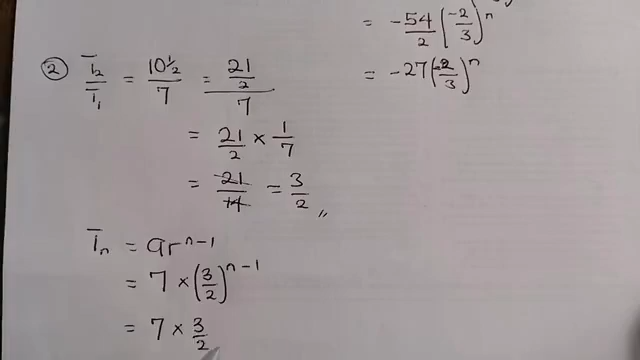 = -54/2 (-2/3)^n
② T₂/T₁ = 10½/7 = 21/2/7
= -27(-2/3)^n
= 21/2 × 1/7
= 21/14 = 3/2 ,,
Tₙ = ar^n-1
= 7 × (3/2)^n-1
= 7 × 3/2